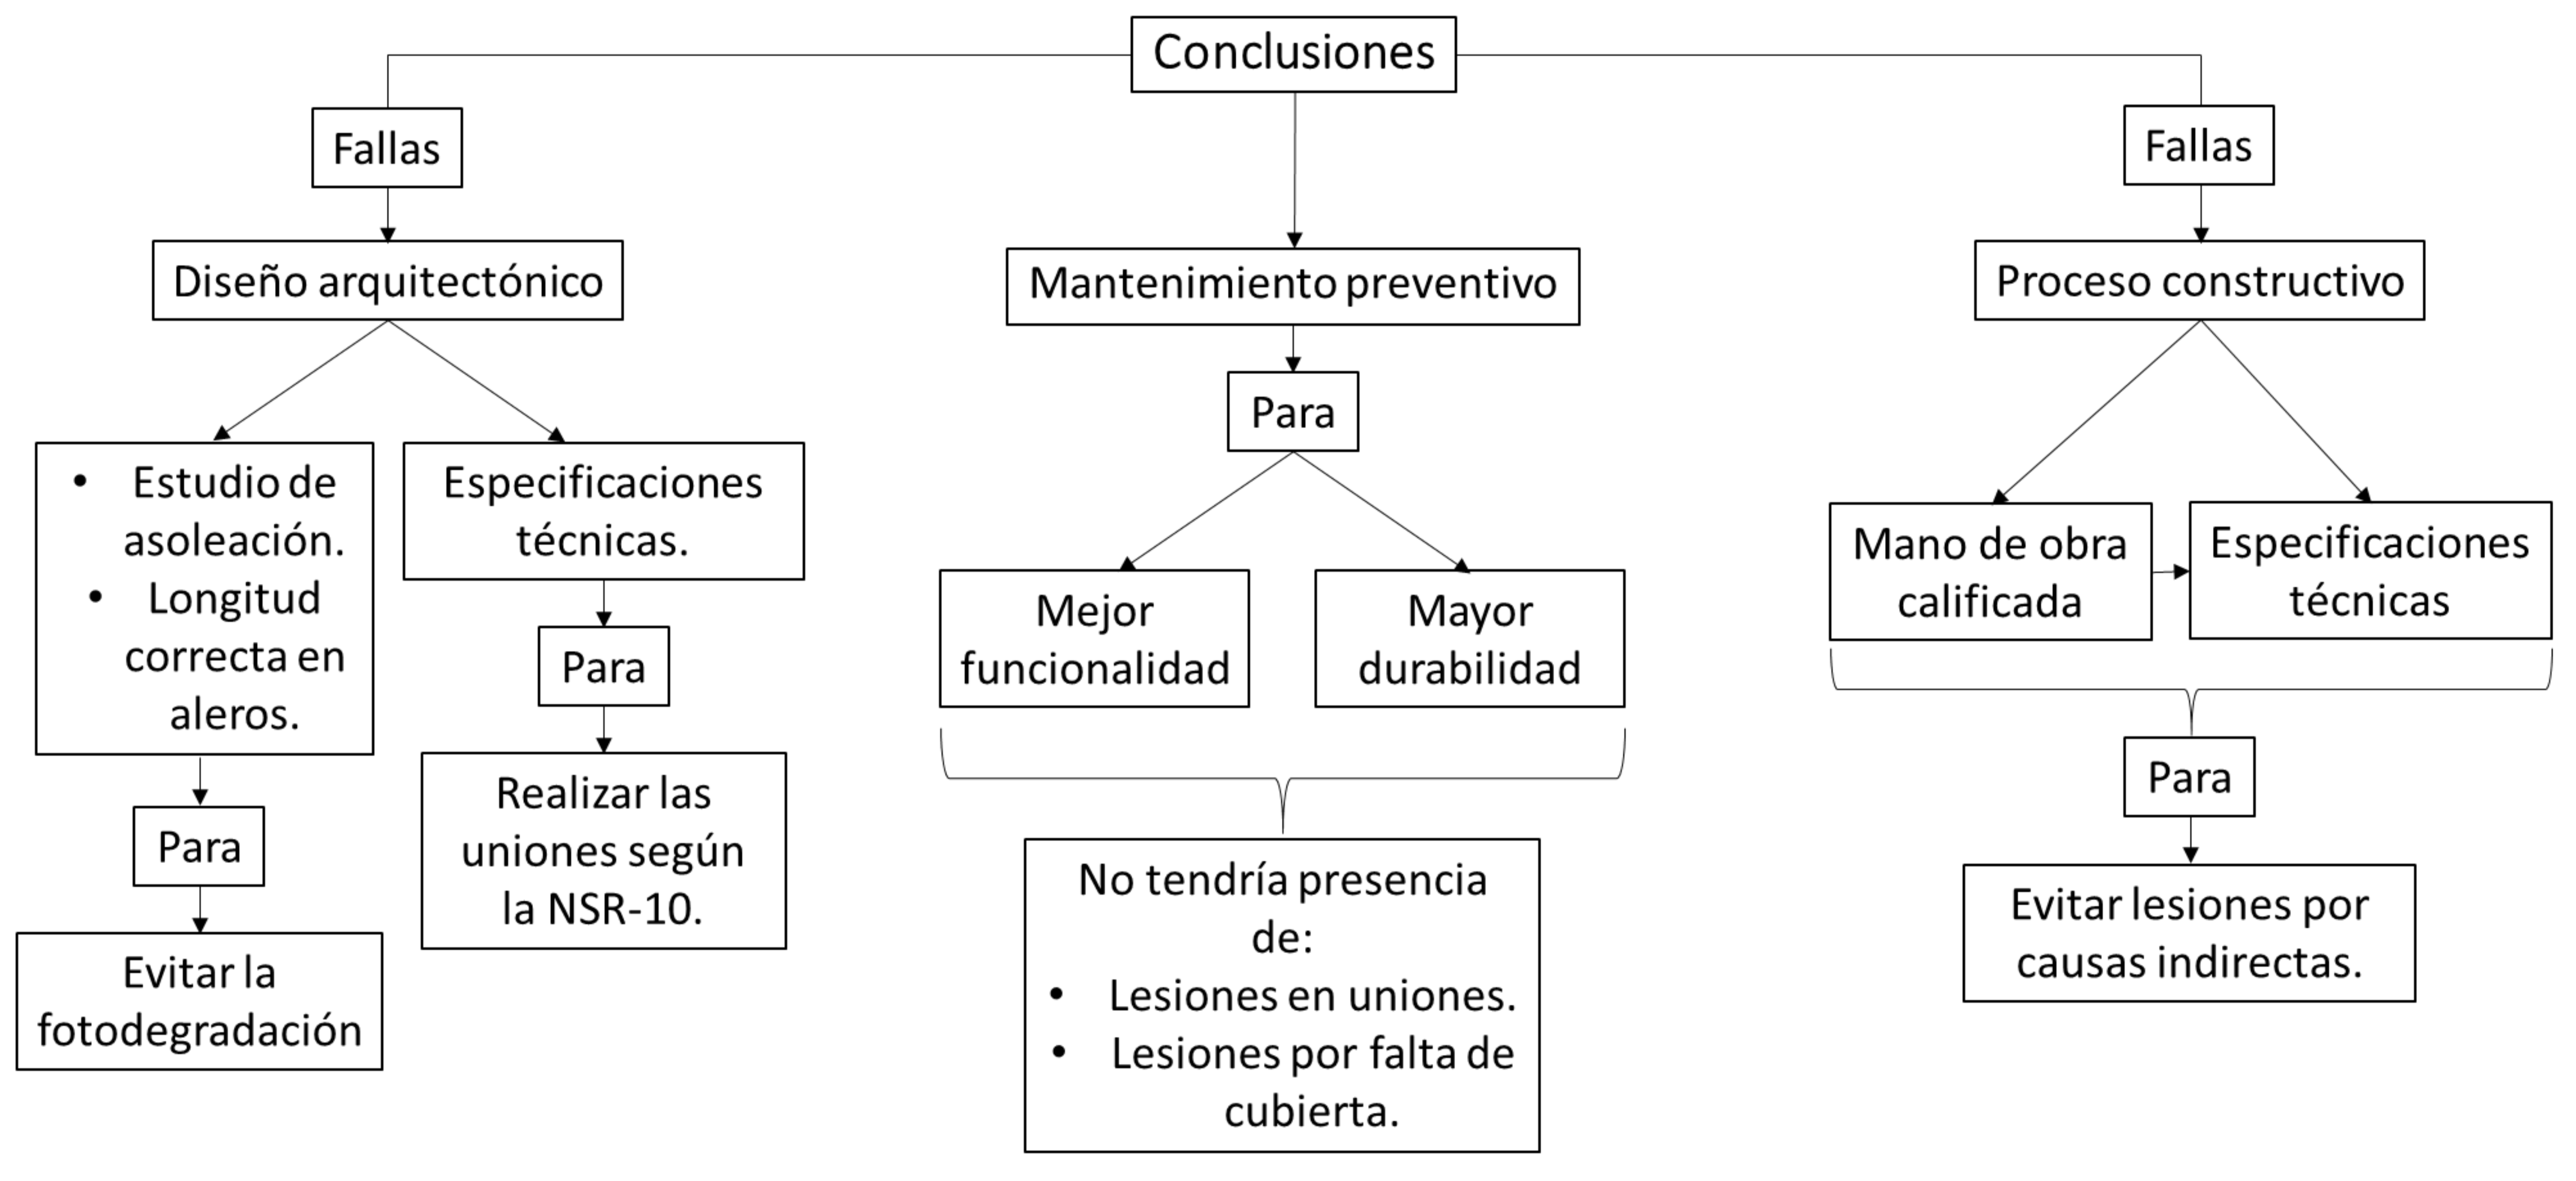 Conclusiones
Fallas
Diseño arquitectónico
• Estudio de
asoleación.
• Longitud
correcta en
aleros.
Para
Evitar la
fotodegradación
Especificaciones
técnicas.
Para
Realizar las
uniones según
la NSR-10.
Mantenimiento preventivo
Para
Mejor
funcionalidad
Mayor
durabilidad
No tendría presencia
de:
• Lesiones en uniones.
• Lesiones por falta de
cubierta.
Fallas
Proceso constructivo
Mano de obra
calificada
Especificaciones
técnicas
Para
Evitar lesiones por
causas indirectas.